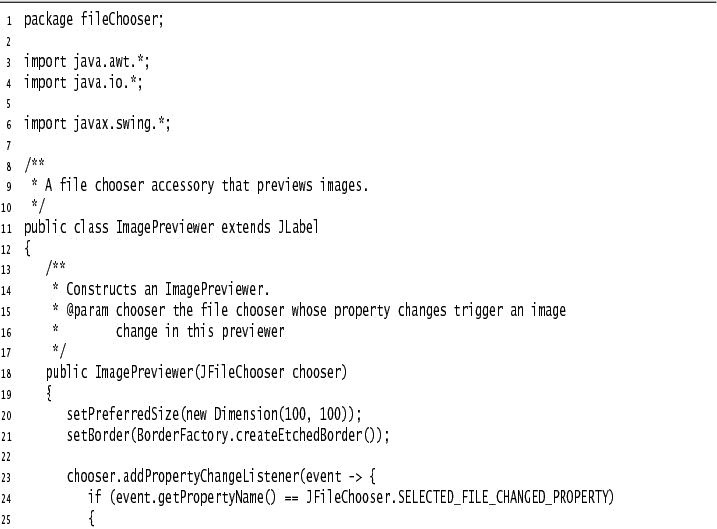 1 package fileChooser;
2
3 import java.awt.*;
4 import java.io.*;
5
6 import javax.swing.*;
7
8 /**
9  * A file chooser accessory that previews images.
10  */
11 public class ImagePreviewer extends JLabel
12 {
13    /**
14     * Constructs an ImagePreviewer.
15     * @param chooser the file chooser whose property changes trigger an image
16     *        change in this previewer
17     */
18    public ImagePreviewer(JFileChooser chooser)
19    {
20       setPreferredSize(new Dimension(100, 100));
21       setBorder(BorderFactory.createEtchedBorder());
22
23       chooser.addPropertyChangeListener(event -> {
24          if (event.getPropertyName() == JFileChooser.SELECTED_FILE_CHANGED_PROPERTY)
25          {